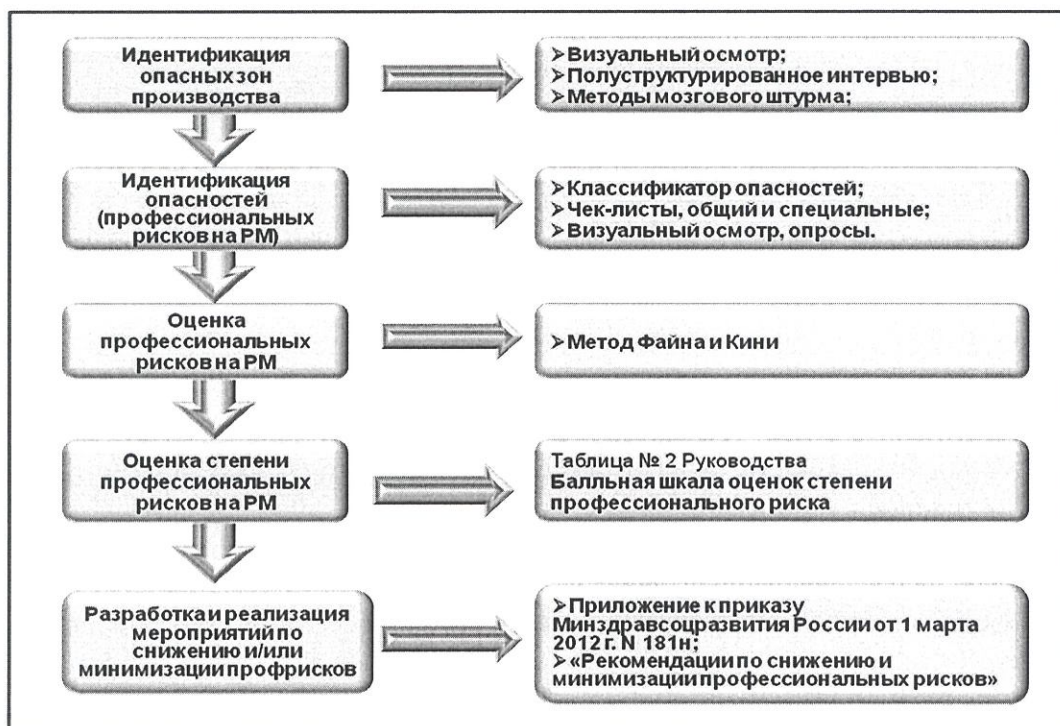 Идентификация
опасных зон
производства
➢Визуальный осмотр;
➢Полуструктурированное интервью;
➢Методы мозгового штурма;
Идентификация
опасностей
(профессиональных
рисков на РМ)
➢Классификатор опасностей;
➢Чек-листы, общий и специальные;
➢Визуальный осмотр, опросы.
Оценка
профессиональных
рисков на РМ
➢Метод Файна и Кини
Оценка степени
профессиональных
рисков на РМ
Таблица № 2 Руководства
Балльная шкала оценок степени
профессионального риска
Разработка и реализация
мероприятий по
снижению и/или
минимизации профрисков
➢Приложение к приказу
Минздравсоцразвития России от 1 марта
2012 г. N 181н;
➢«Рекомендации по снижению и
минимизации профессиональных рисков»